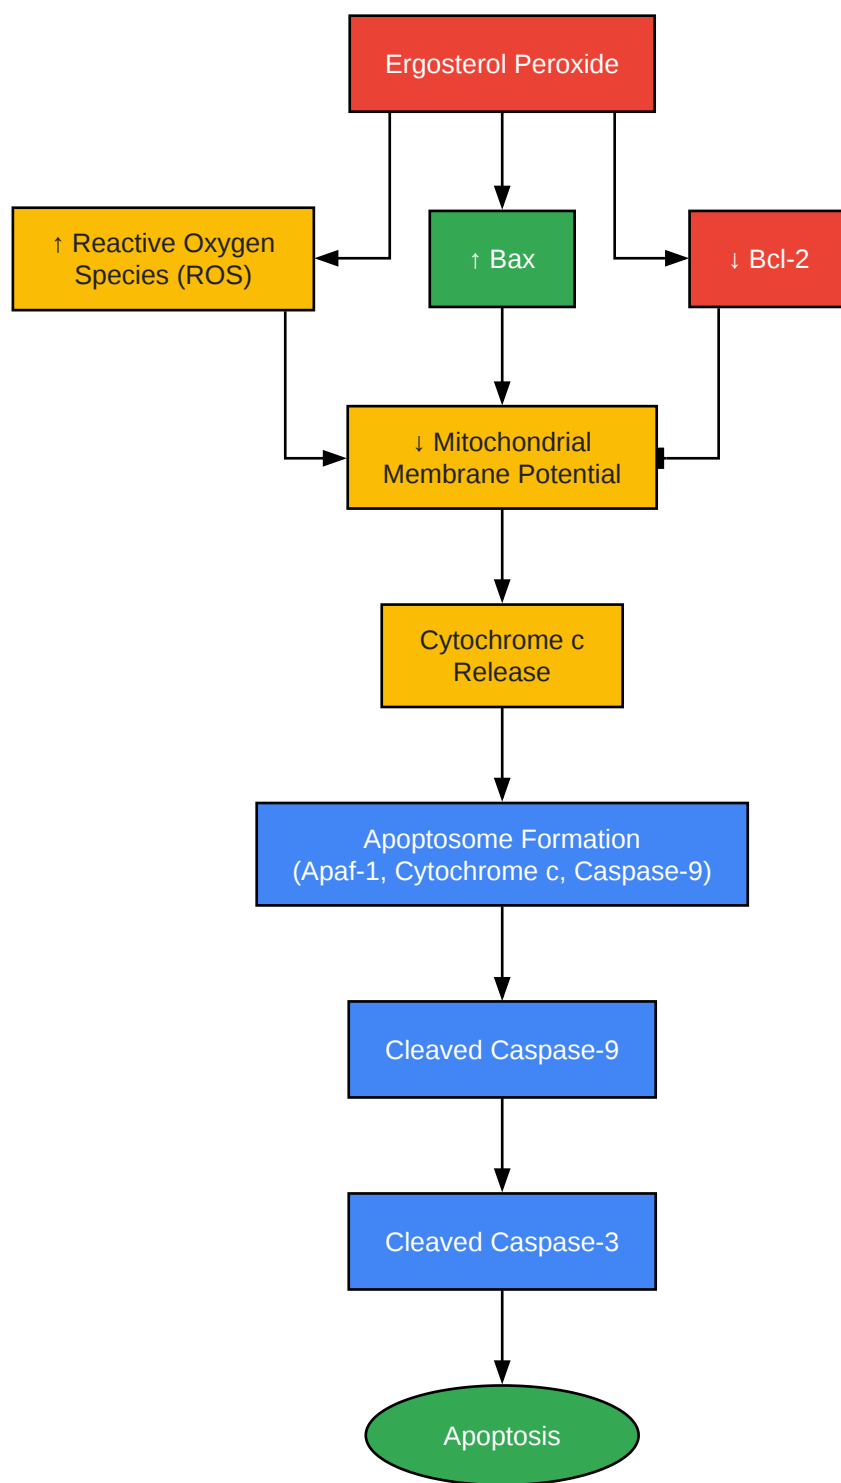 Ergosterol Peroxide
↑ Reactive Oxygen
Species (ROS)
↑ Bax
↓ Bcl-2
↓ Mitochondrial
Membrane Potential
Cytochrome c
Release
Apoptosome Formation
(Apaf-1, Cytochrome c, Caspase-9)
Cleaved Caspase-9
Cleaved Caspase-3
Apoptosis